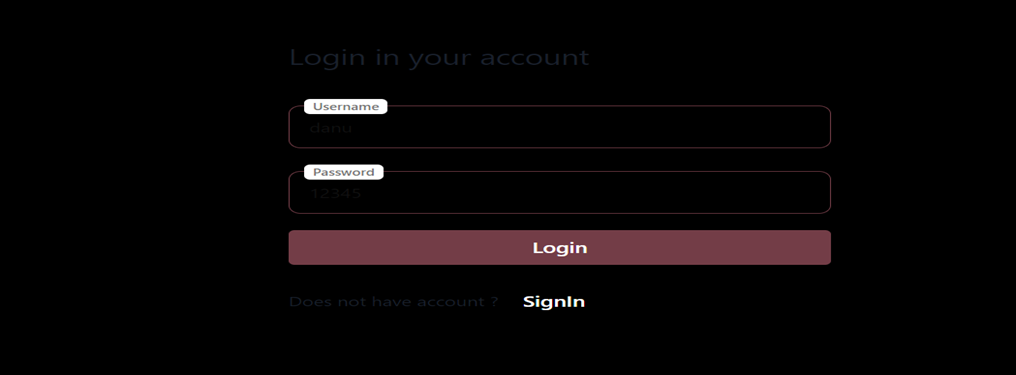 Login in your account
Username
danu
Password
12345
Login
Does not have account ? SignIn